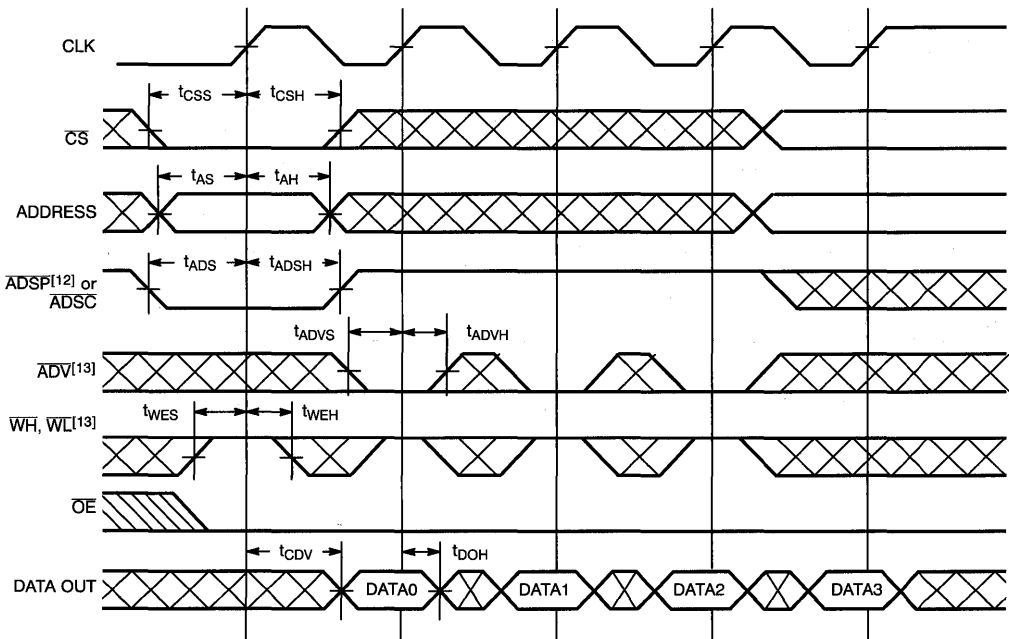 CLK
tCSS tCSH
CS
tAS tAH
ADDRESS
tADS tADSH
ADSP[12] or
ADSC
tADVS tADVH
ADV[13]
tWES tWEH
WH, WL[13]
OE
tCDV tDOH
DATA OUT DATA0 DATA1 DATA2 DATA3